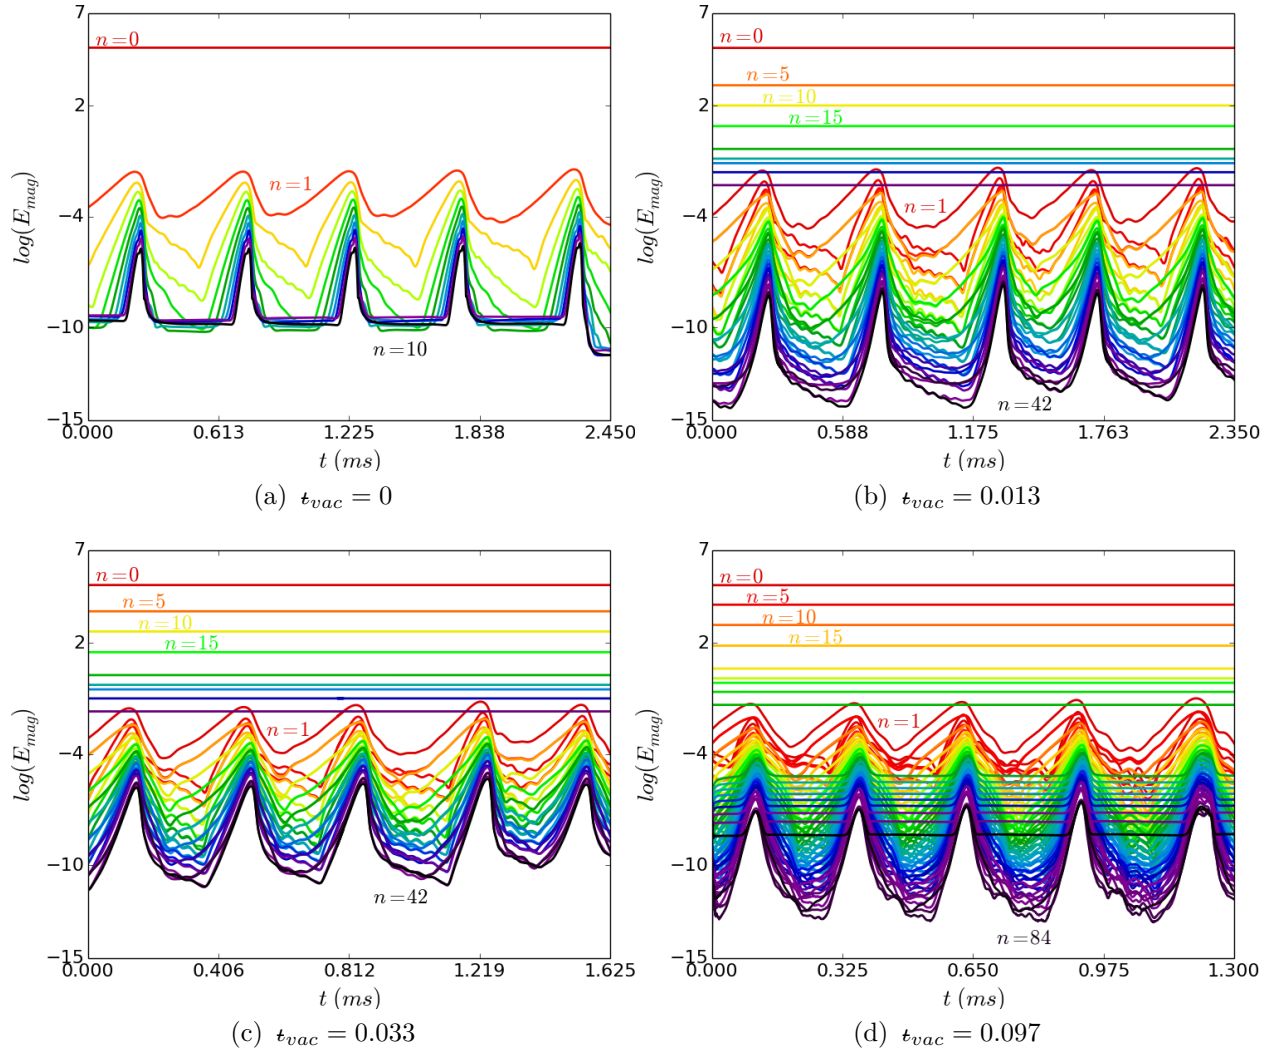 7
2
−4
−10
−15
log(E_mag)
n=0
n=1
n=10
0.000 0.613 1.225 1.838 2.450
t (ms)
(a) ɨ_vac = 0
7
2
−4
−10
−15
log(E_mag)
n=0
n=5
n=10
n=15
n=1
n=42
0.000 0.588 1.175 1.763 2.350
t (ms)
(b) ɨ_vac = 0.013
7
2
−4
−10
−15
log(E_mag)
n=0
n=5
n=10
n=15
n=1
n=42
0.000 0.406 0.812 1.219 1.625
t (ms)
(c) ɨ_vac = 0.033
7
2
−4
−10
−15
log(E_mag)
n=0
n=5
n=10
n=15
n=1
n=84
0.000 0.325 0.650 0.975 1.300
t (ms)
(d) ɨ_vac = 0.097